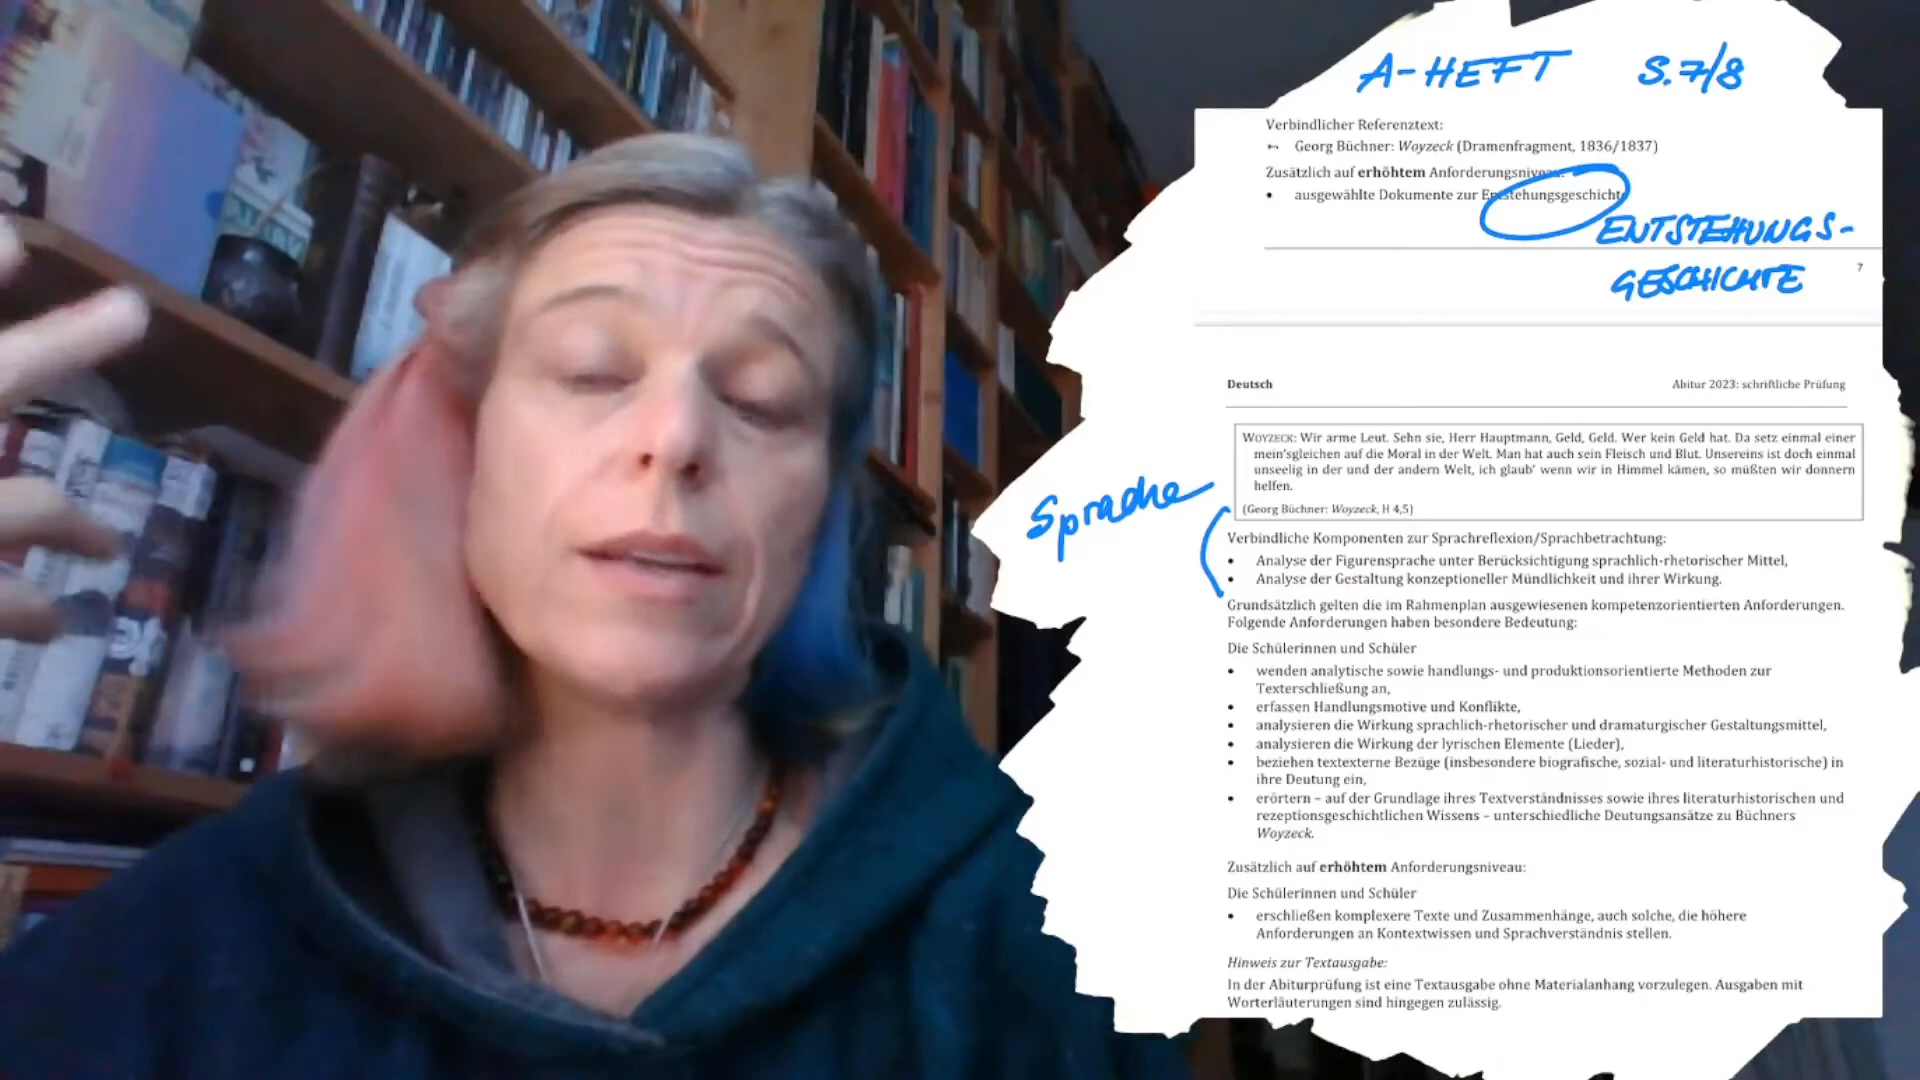 A-HEFT S.7/8
Verbindlicher Referenztext:
Georg Büchner: Woyzeck (Dramenfragment, 1836/1837)
Zusätzlich auf erhöhtem Anforderungsniveau:
• ausgewählte Dokumente zur Entstehungsgeschichte
ENTSTEHUNGS-
GESCHICHTE
7
Deutsch Abitur 2023: schriftliche Prüfung
WOYZECK: Wir arme Leut. Sehn sie, Herr Hauptmann, Geld, Geld. Wer kein Geld hat. Da setz einmal einer
mein'sgleichen auf die Moral in der Welt. Man hat auch sein Fleisch und Blut. Unsereins ist doch einmal
unseelig in der und der andern Welt, ich glaub' wenn wir in Himmel kämen, so müßten wir donnern
helfen.
(Georg Büchner: Woyzeck, H 4,5)
Sprache
Verbindliche Komponenten zur Sprachreflexion/Sprachbetrachtung:
• Analyse der Figurensprache unter Berücksichtigung sprachlich-rhetorischer Mittel,
• Analyse der Gestaltung konzeptioneller Mündlichkeit und ihrer Wirkung.
Grundsätzlich gelten die im Rahmenplan ausgewiesenen kompetenzorientierten Anforderungen.
Folgende Anforderungen haben besondere Bedeutung:
Die Schülerinnen und Schüler
• wenden analytische sowie handlungs- und produktionsorientierte Methoden zur
Texterschließung an,
• erfassen Handlungsmotive und Konflikte,
• analysieren die Wirkung sprachlich-rhetorischer und dramaturgischer Gestaltungsmittel,
• analysieren die Wirkung der lyrischen Elemente (Lieder),
• beziehen textexterne Bezüge (insbesondere biografische, sozial- und literaturhistorische) in
ihre Deutung ein,
• erörtern – auf der Grundlage ihres Textverständnisses sowie ihres literaturhistorischen und
rezeptionsgeschichtlichen Wissens – unterschiedliche Deutungsansätze zu Büchners
Woyzeck.
Zusätzlich auf erhöhtem Anforderungsniveau:
Die Schülerinnen und Schüler
• erschließen komplexere Texte und Zusammenhänge, auch solche, die höhere
Anforderungen an Kontextwissen und Sprachverständnis stellen.
Hinweis zur Textausgabe:
In der Abiturprüfung ist eine Textausgabe ohne Materialanhang vorzulegen. Ausgaben mit
Worterläuterungen sind hingegen zulässig.